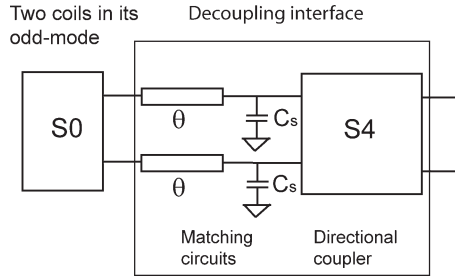 Two coils in its
odd-mode
Decoupling interface
S0
θ
Cs
S4
θ
Cs
Matching
circuits
Directional
coupler